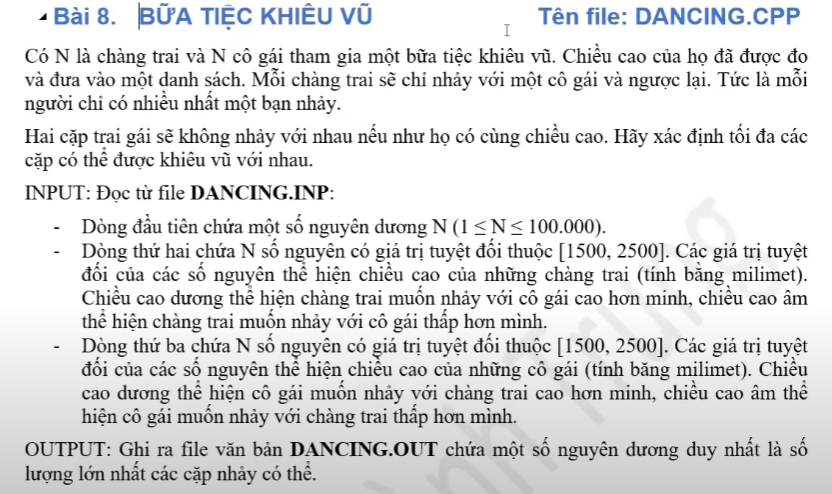 Bài 8. BỮA TIỆC KHIÊU VŨ Tên file: DANCING.CPP
Có N là chàng trai và N cô gái tham gia một bữa tiệc khiêu vũ. Chiều cao của họ đã được đo
và đưa vào một danh sách. Mỗi chàng trai sẽ chỉ nhảy với một cô gái và ngược lại. Tức là mỗi
người chỉ có nhiều nhất một bạn nhảy.
Hai cặp trai gái sẽ không nhảy với nhau nếu như họ có cùng chiều cao. Hãy xác định tối đa các
cặp có thể được khiêu vũ với nhau.
INPUT: Đọc từ file DANCING.INP:
- Dòng đầu tiên chứa một số nguyên dương N (1 ≤ N ≤ 100.000).
- Dòng thứ hai chứa N số nguyên có giá trị tuyệt đối thuộc [1500, 2500]. Các giá trị tuyệt
đối của các số nguyên thể hiện chiều cao của những chàng trai (tính bằng milimet).
Chiều cao dương thể hiện chàng trai muốn nhảy với cô gái cao hơn mình, chiều cao âm
thể hiện chàng trai muốn nhảy với cô gái thấp hơn mình.
- Dòng thứ ba chứa N số nguyên có giá trị tuyệt đối thuộc [1500, 2500]. Các giá trị tuyệt
đối của các số nguyên thể hiện chiều cao của những cô gái (tính bằng milimet). Chiều
cao dương thể hiện cô gái muốn nhảy với chàng trai cao hơn mình, chiều cao âm thể
hiện cô gái muốn nhảy với chàng trai thấp hơn mình.
OUTPUT: Ghi ra file văn bản DANCING.OUT chứa một số nguyên dương duy nhất là số
lượng lớn nhất các cặp nhảy có thể.